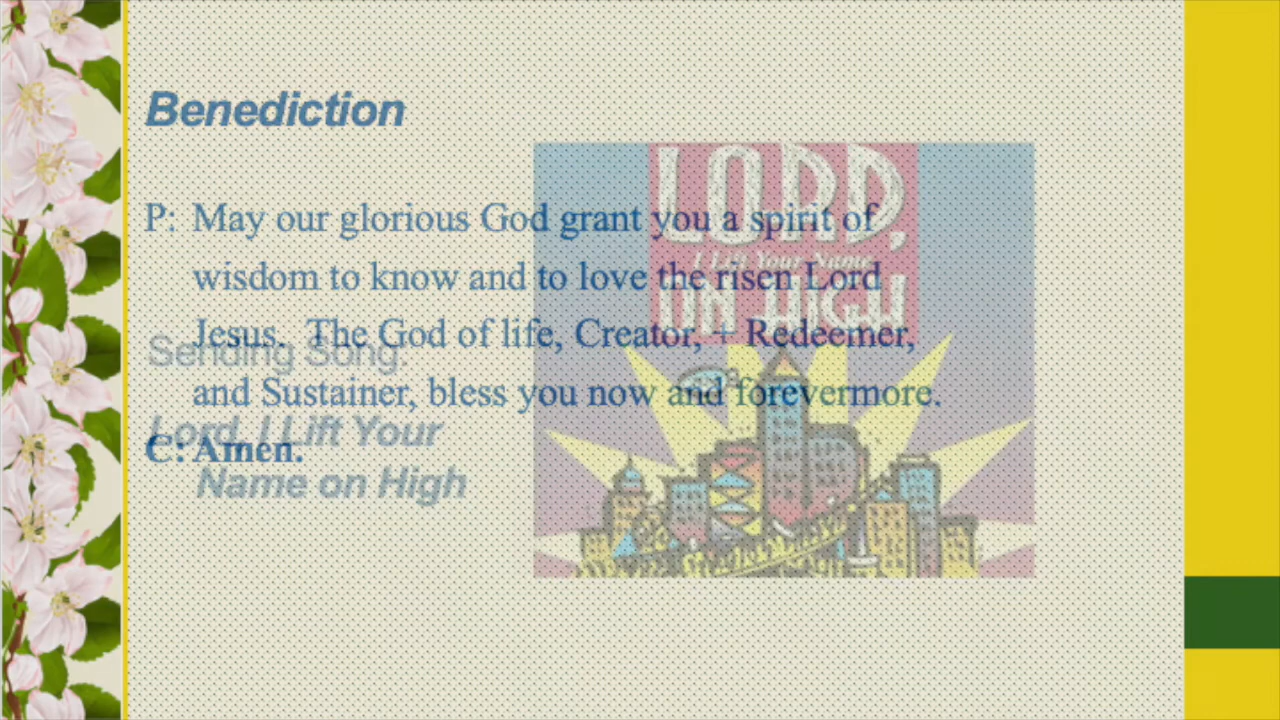 Benediction
P: May our glorious God grant you a spirit of
wisdom to know and to love the risen Lord
Jesus. The God of life, Creator, + Redeemer,
and Sustainer, bless you now and forevermore.
C: Amen.
Sending Song:
Lord, I Lift Your
Name on High
LORD,
I Lift Your Name
ON HIGH